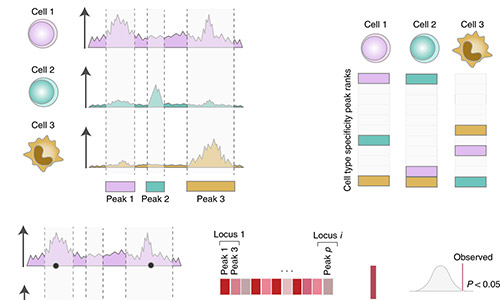 Cell 1
Cell 2
Cell 3
Peak 1
Peak 2
Peak 3
Cell 1
Cell 2
Cell 3
Cell type specificity peak ranks
Locus 1
Locus i
Peak 1
Peak 3
Peak p
...
Observed
P < 0.05